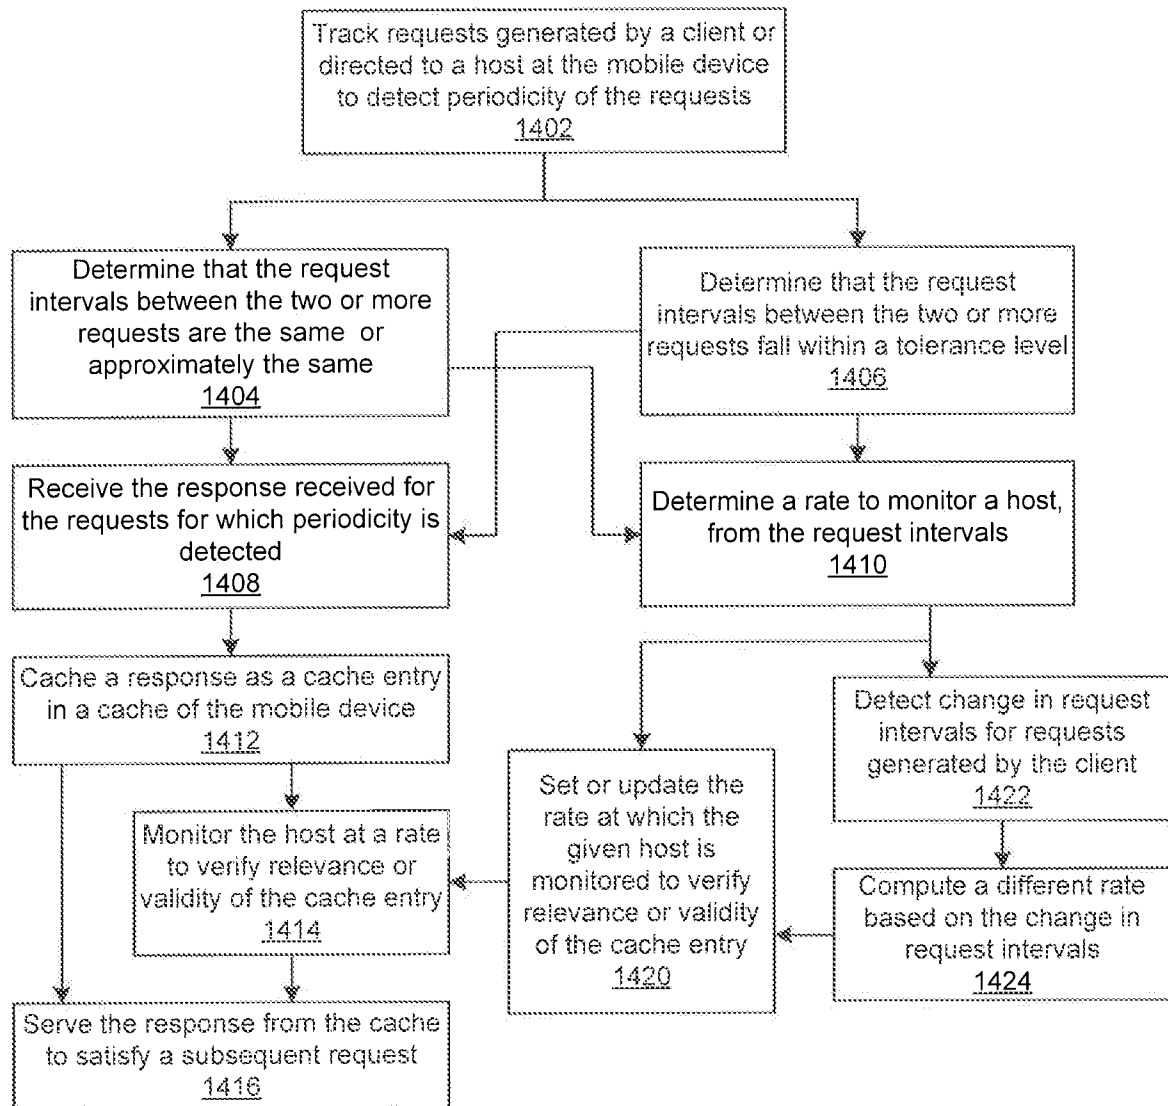 Track requests generated by a client or
directed to a host at the mobile device
to detect periodicity of the requests
1402
Determine that the request
intervals between the two or more
requests are the same or
approximately the same
1404
Determine that the request
intervals between the two or more
requests fall within a tolerance level
1406
Receive the response received for
the requests for which periodicity is
detected
1408
Determine a rate to monitor a host,
from the request intervals
1410
Cache a response as a cache entry
in a cache of the mobile device
1412
Detect change in request
intervals for requests
generated by the client
1422
Set or update the
rate at which the
given host is
monitored to verify
relevance or validity
of the cache entry
1420
Monitor the host at a rate
to verify relevance or
validity of the cache entry
1414
Compute a different rate
based on the change in
request intervals
1424
Serve the response from the cache
to satisfy a subsequent request
1416